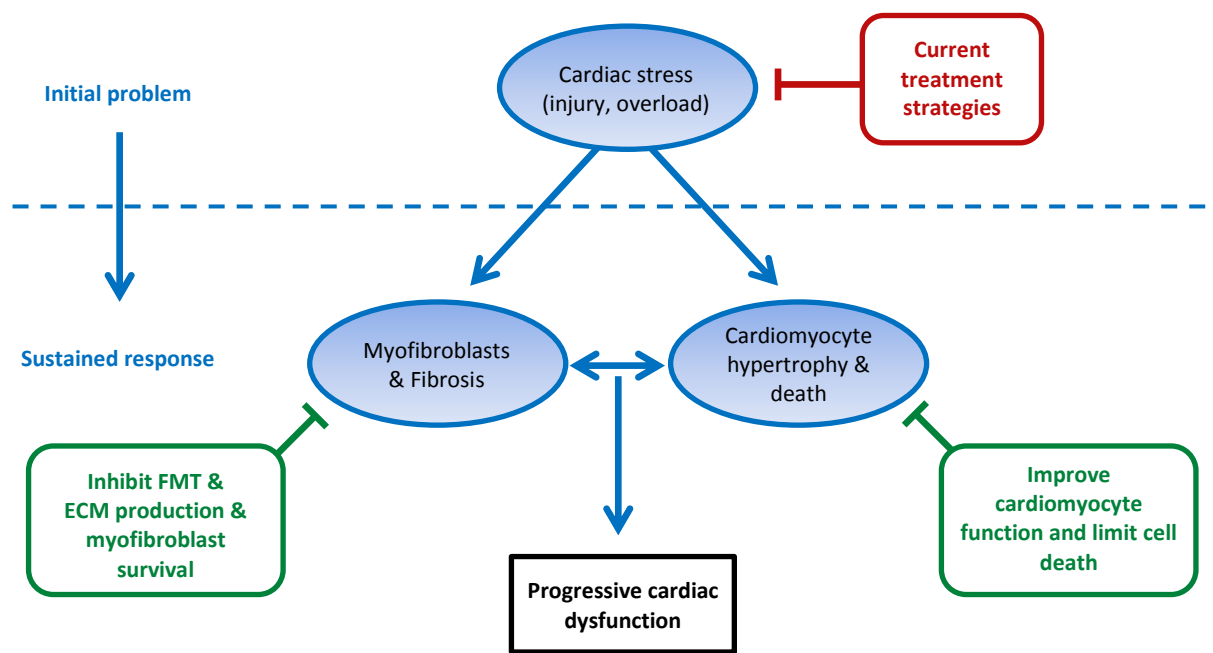 Initial problem
Cardiac stress
(injury, overload)
Current
treatment
strategies
Sustained response
Myofibroblasts
& Fibrosis
Cardiomyocyte
hypertrophy &
death
Inhibit FMT &
ECM production &
myofibroblast
survival
Improve
cardiomyocyte
function and limit cell
death
Progressive cardiac
dysfunction